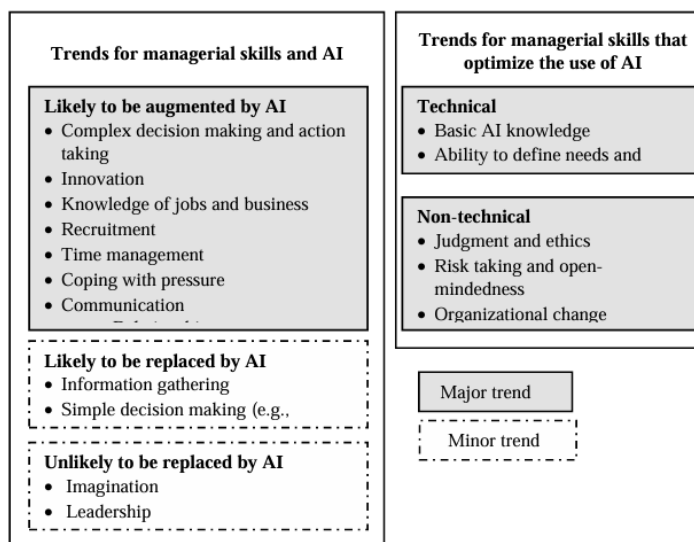 Trends for managerial skills and AI
Likely to be augmented by AI
• Complex decision making and action
taking
• Innovation
• Knowledge of jobs and business
• Recruitment
• Time management
• Coping with pressure
• Communication
Likely to be replaced by AI
• Information gathering
• Simple decision making (e.g.,
Unlikely to be replaced by AI
• Imagination
• Leadership
Trends for managerial skills that
optimize the use of AI
Technical
• Basic AI knowledge
• Ability to define needs and
Non-technical
• Judgment and ethics
• Risk taking and open-
mindedness
• Organizational change
Major trend
Minor trend